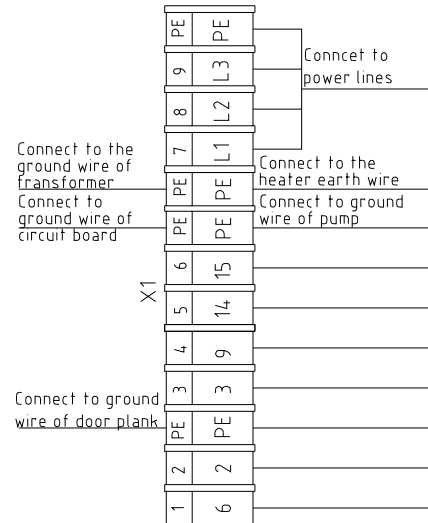 PE PE
9 L3
Conncet to
power lines
8 L2
7 L1
Connect to the
ground wire of
fransformer
Connect to the
heater earth wire
PE PE
Connect to
ground wire of
circuit board
Connect to ground
wire of pump
PE PE
6 15
X1
5 14
4 9
3 3
Connect to ground
wire of door plank
PE PE
2 2
1 6